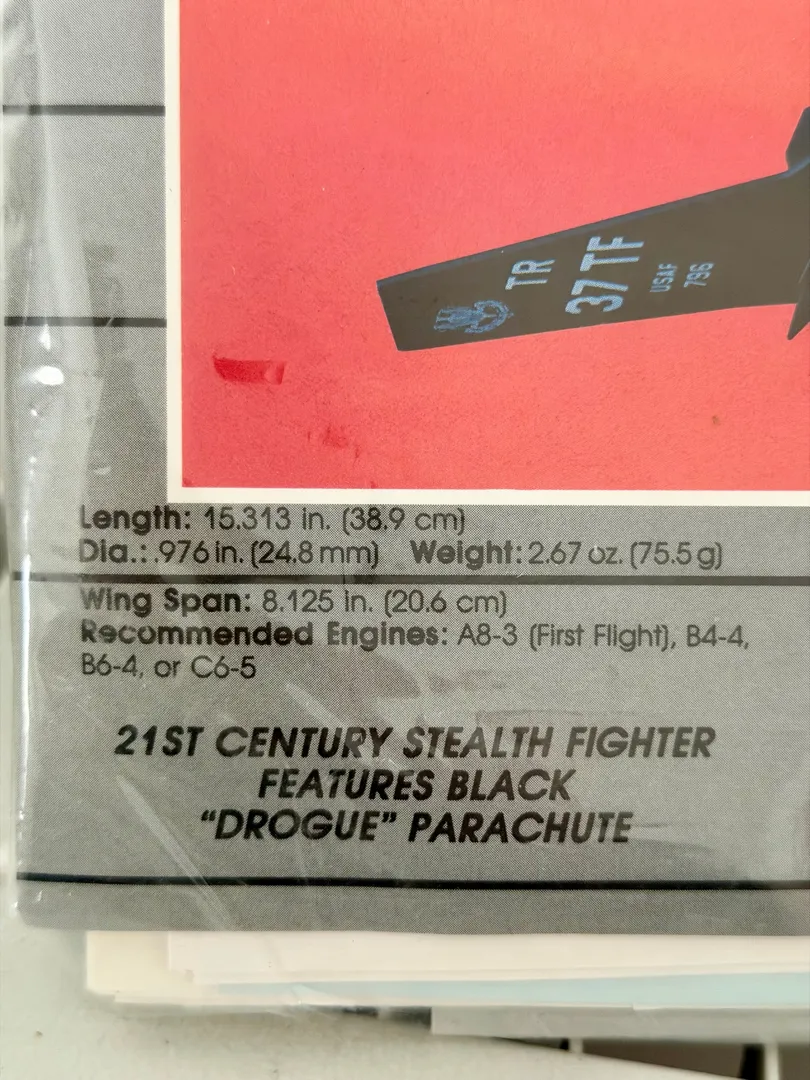 TR
37 TF
USAF
796
Length: 15.313 in. (38.9 cm)
Dia.: .976 in. (24.8 mm) Weight: 2.67 oz. (75.5 g)
Wing Span: 8.125 in. (20.6 cm)
Recommended Engines: A8-3 (First Flight), B4-4,
B6-4, or C6-5
21ST CENTURY STEALTH FIGHTER
FEATURES BLACK
“DROGUE” PARACHUTE